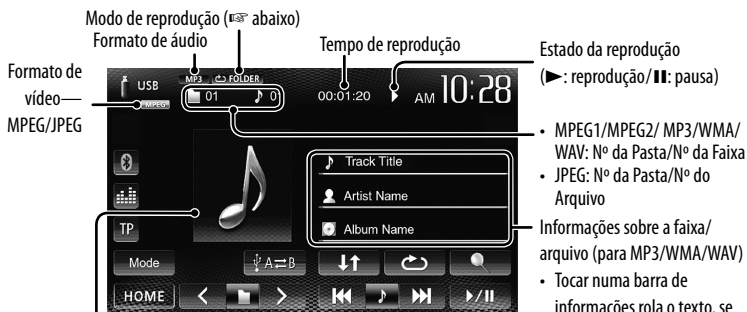 Modo de reprodução (☞ abaixo)
Formato de áudio
Tempo de reprodução
Estado da reprodução
(►: reprodução/❚❚: pausa)
Formato de
vídeo—
MPEG/JPEG
USB
MPEG
MP3
FOLDER
01
0
00:01:20
AM 10:28
• MPEG1/MPEG2/ MP3/WMA/
WAV: Nº da Pasta/Nº da Faixa
• JPEG: Nº da Pasta/Nº do
Arquivo
Track Title
Artist Name
Album Name
TP
Informações sobre a faixa/
arquivo (para MP3/WMA/WAV)
• Tocar numa barra de
informações rola o texto, se
Mode
A⇄B
HOME